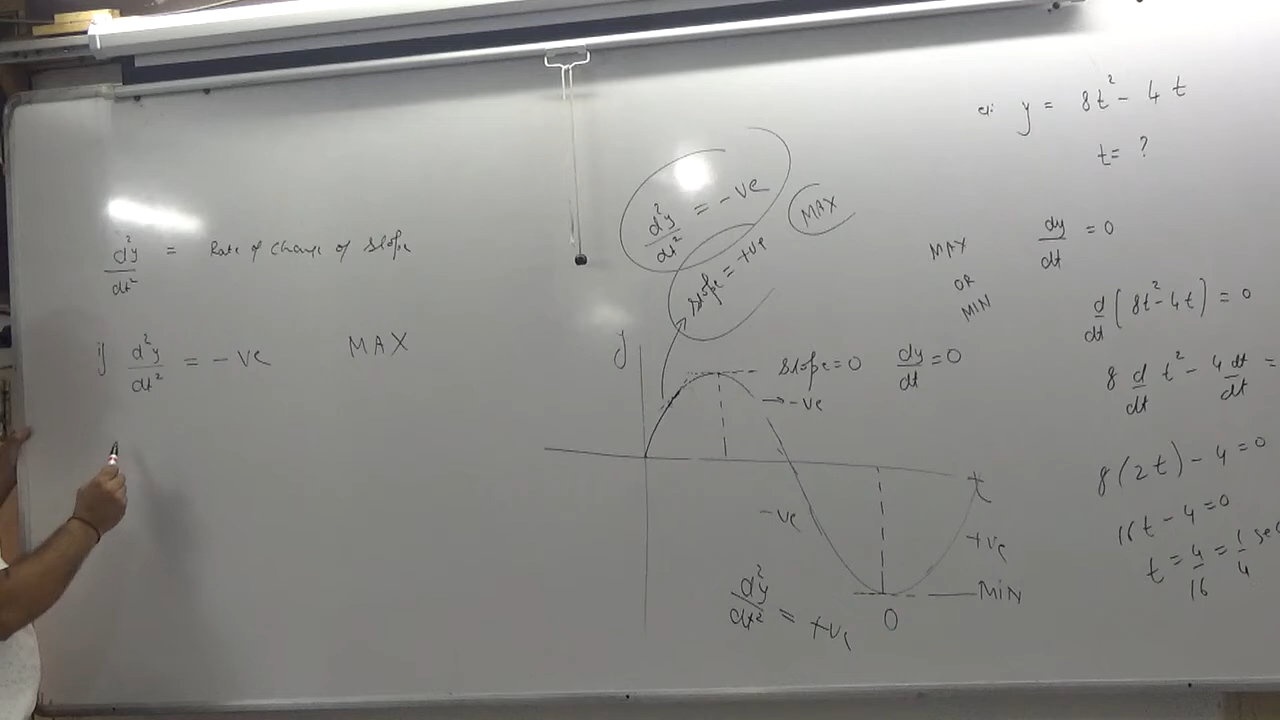 d²y/dt² = Rate of change of slope
if d²y/dt² = -ve MAX
d²y/dt² = -ve MAX
slope = +ve
y
slope=0 dy/dt=0
→ -ve
t
-ve
+ve
MiN
0
d²y/dt² = +ve
y = 8t² - 4t
t = ?
MAX
OR
MIN
dy/dt = 0
d/dt (8t² - 4t) = 0
8 d/dt t² - 4 dt/dt =
8(2t) - 4 = 0
16t - 4 = 0
t = 4/16 = 1/4 sec